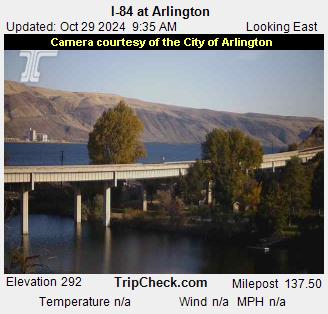 I-84 at Arlington
Updated: Oct 29 2024 9:35 AM Looking East
Camera courtesy of the City of Arlington
Elevation 292 TripCheck.com Milepost 137.50
Temperature n/a Wind n/a MPH n/a